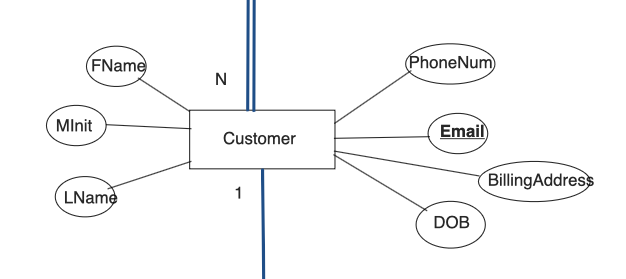 FName
PhoneNum
N
MInit
Customer
Email
BillingAddress
LName
1
DOB